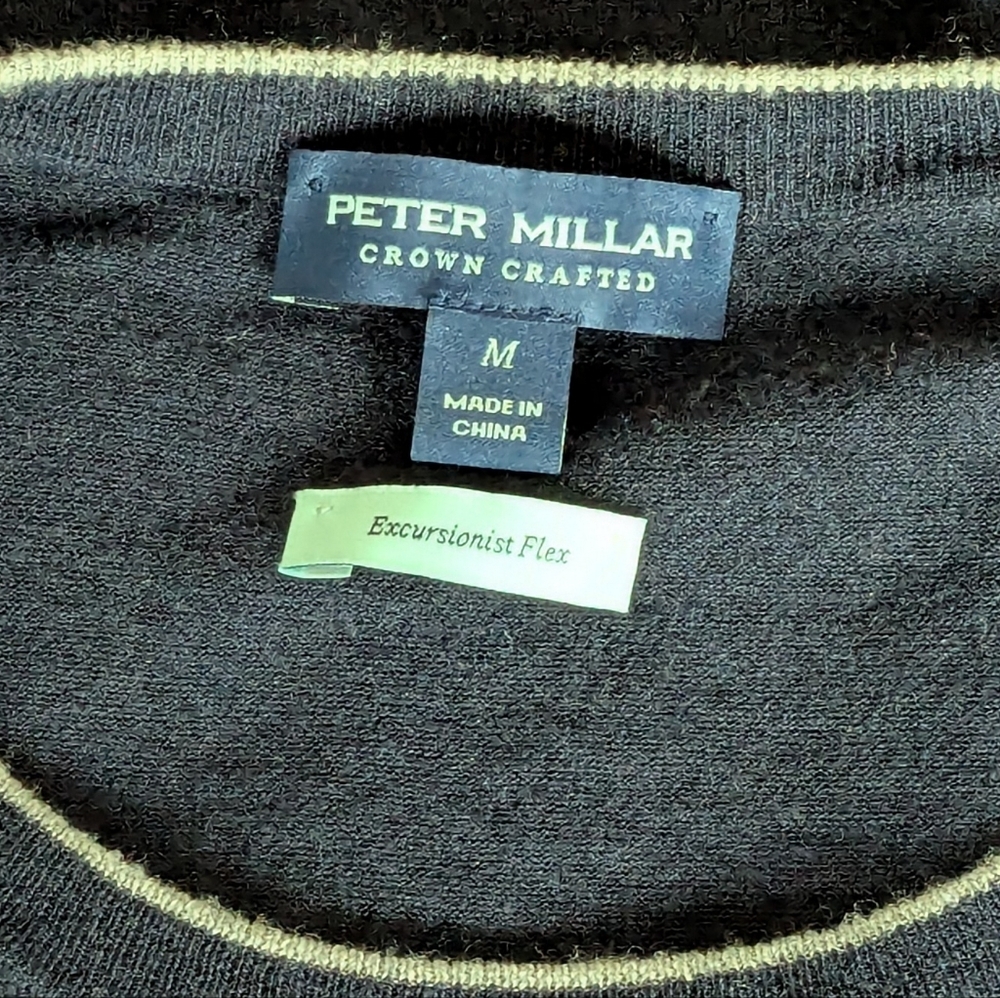 PETER MILLAR
CROWN CRAFTED
M
MADE IN
CHINA
Excursionist Flex